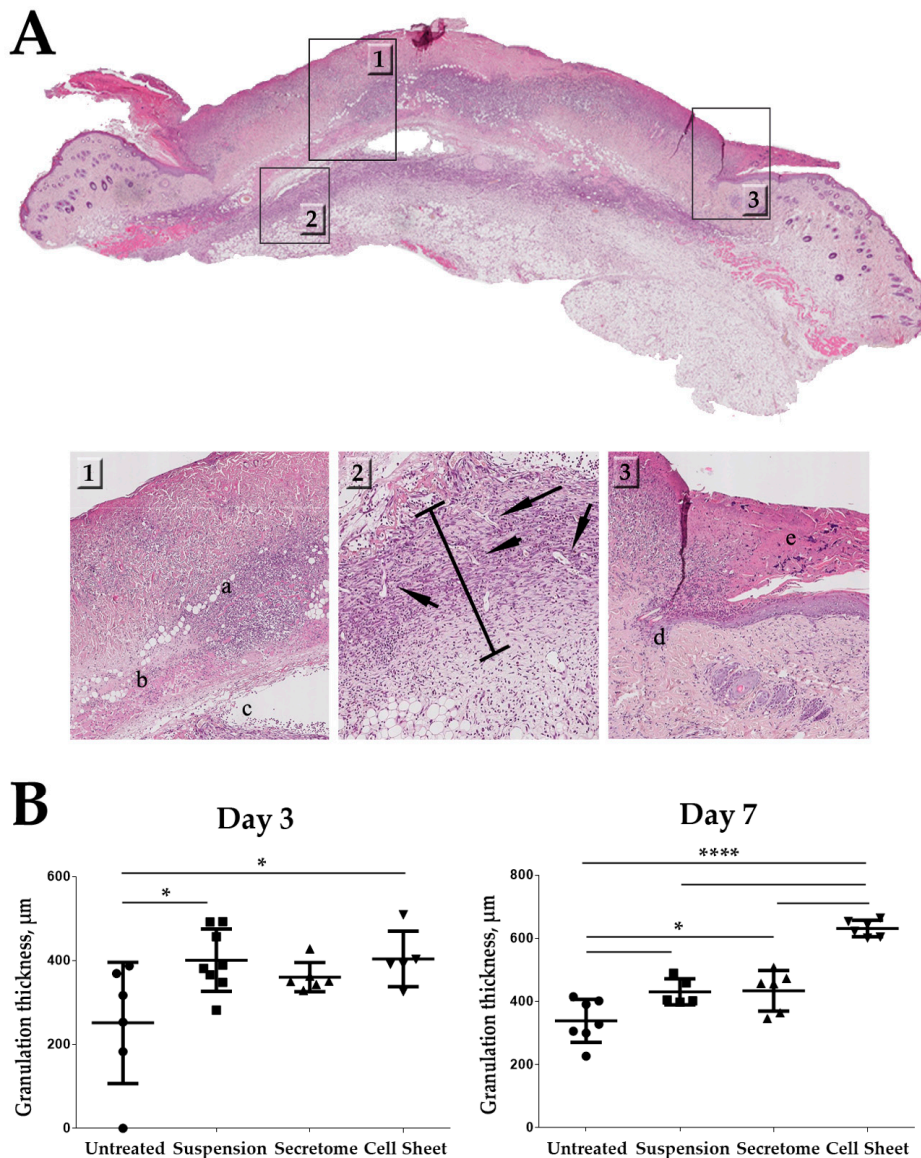 A
1
2
3
1
a
b
c
2
3
e
d
B
Day 3
Granulation thickness, μm
600
400
200
0
*
*
Untreated Suspension Secretome Cell Sheet
Day 7
Granulation thickness, μm
800
600
400
200
0
****
*
Untreated Suspension Secretome Cell Sheet